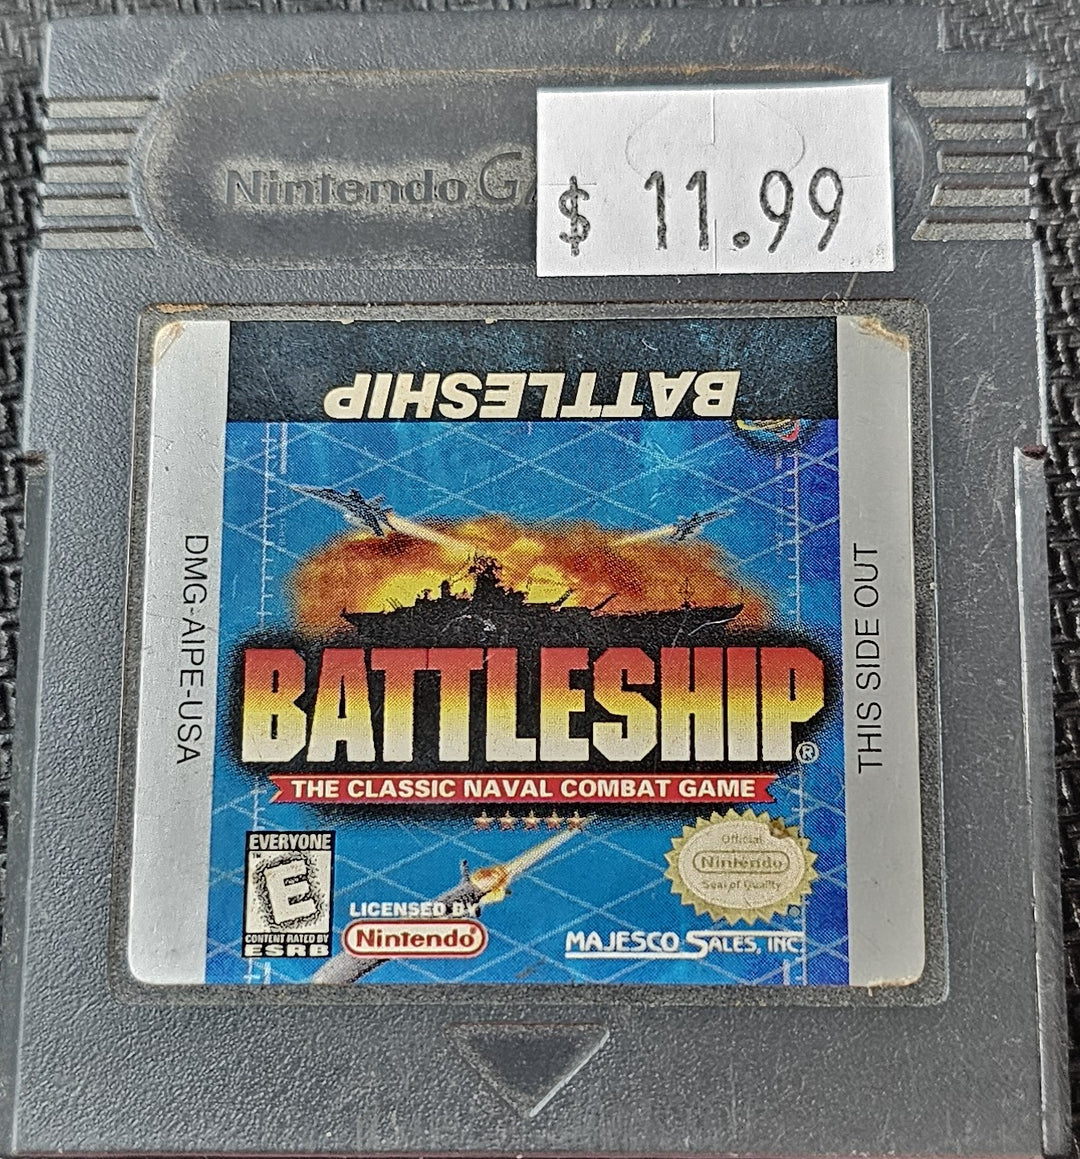 Nintendo GA
$ 11.99
BATTLESHIP
DMG-AIPE-USA
THIS SIDE OUT
BATTLESHIP®
THE CLASSIC NAVAL COMBAT GAME
EVERYONE
™
E
CONTENT RATED BY
ESRB
LICENSED BY
Nintendo®
Official
Nintendo
Seal of Quality
MAJESCO SALES, INC.